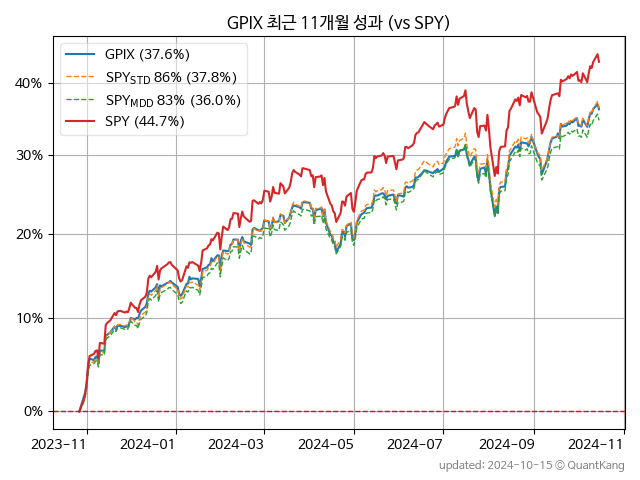 GPIX 최근 11개월 성과 (vs SPY)
GPIX (37.6%)
SPY_STD 86% (37.8%)
SPY_MDD 83% (36.0%)
SPY (44.7%)
40%
30%
20%
10%
0%
2023-11 2024-01 2024-03 2024-05 2024-07 2024-09 2024-11
updated: 2024-10-15 © QuantKang